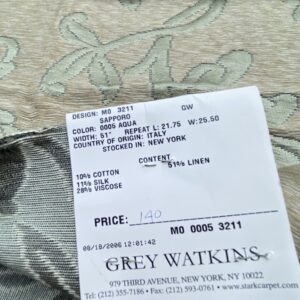 DESIGN: MO 3211 GW
SAPPORO
COLOR: 0005 AQUA
WIDTH: 51" REPEAT L: 21.75 W: 25.50
COUNTRY OF ORIGIN: ITALY
STOCKED IN: NEW YORK
CONTENT
10% COTTON 51% LINEN
11% SILK
28% VISCOSE
PRICE: 140
MO 0005 3211
08/18/2006 12:01:42
GREY WATKINS
979 THIRD AVENUE, NEW YORK, NY 10022
Tel: (212) 355-7186 • Fax: (212) 593-0761 • www.starkcarpet.com